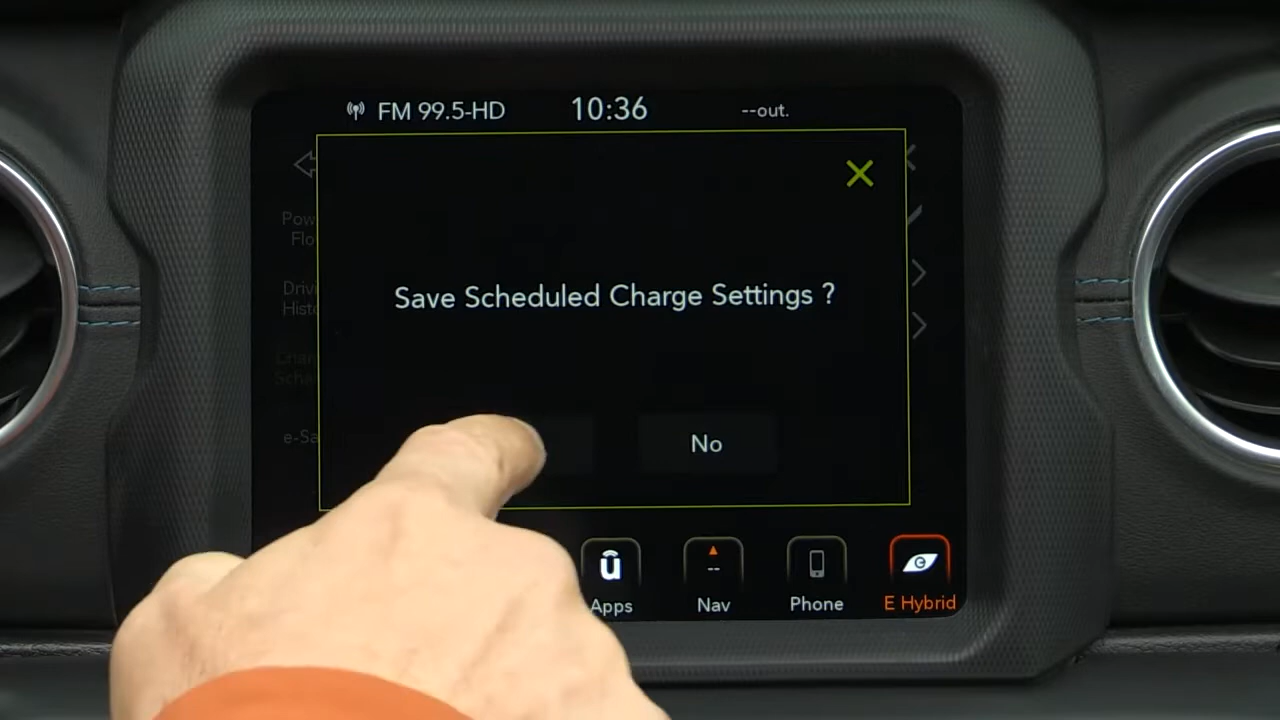 FM 99.5-HD 10:36 --out.
Save Scheduled Charge Settings ?
No
ū
--
Apps Nav Phone E Hybrid